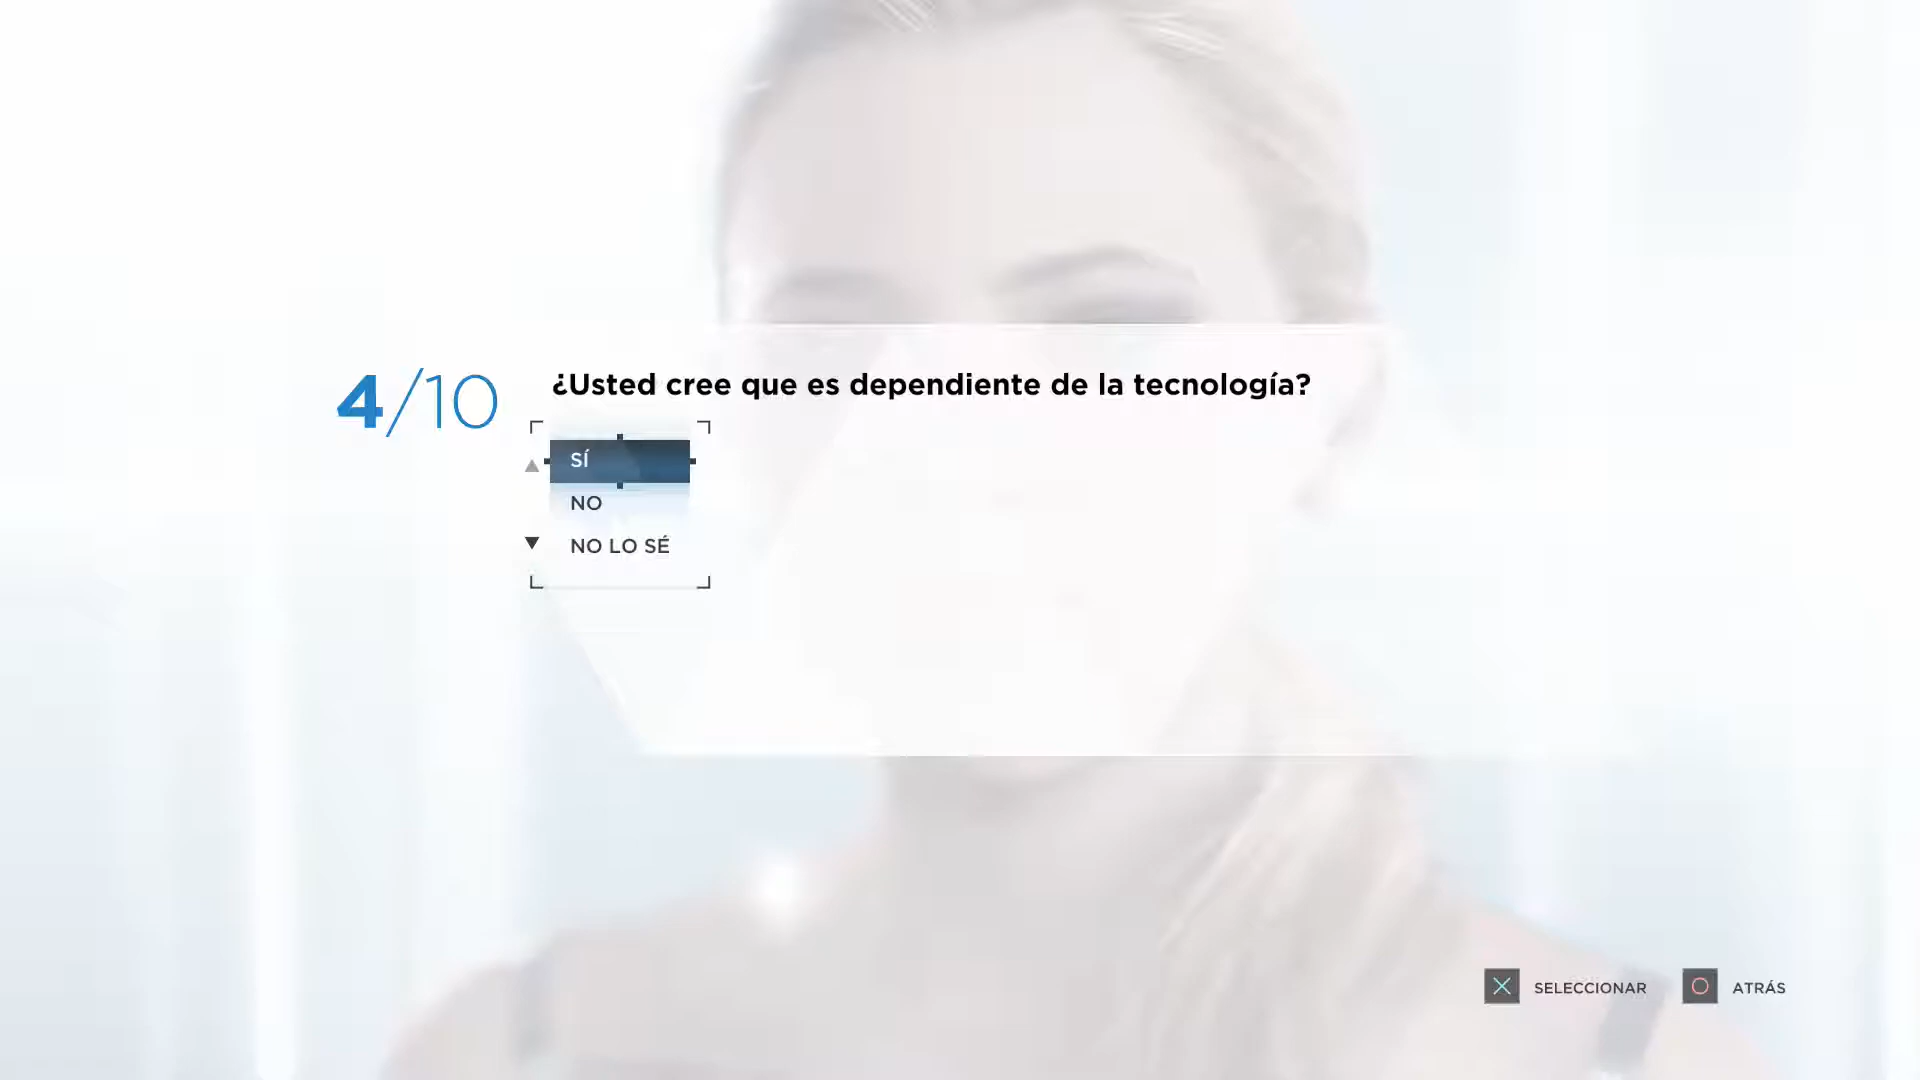 4/10
¿Usted cree que es dependiente de la tecnología?
SÍ
NO
NO LO SÉ
SELECCIONAR
ATRÁS